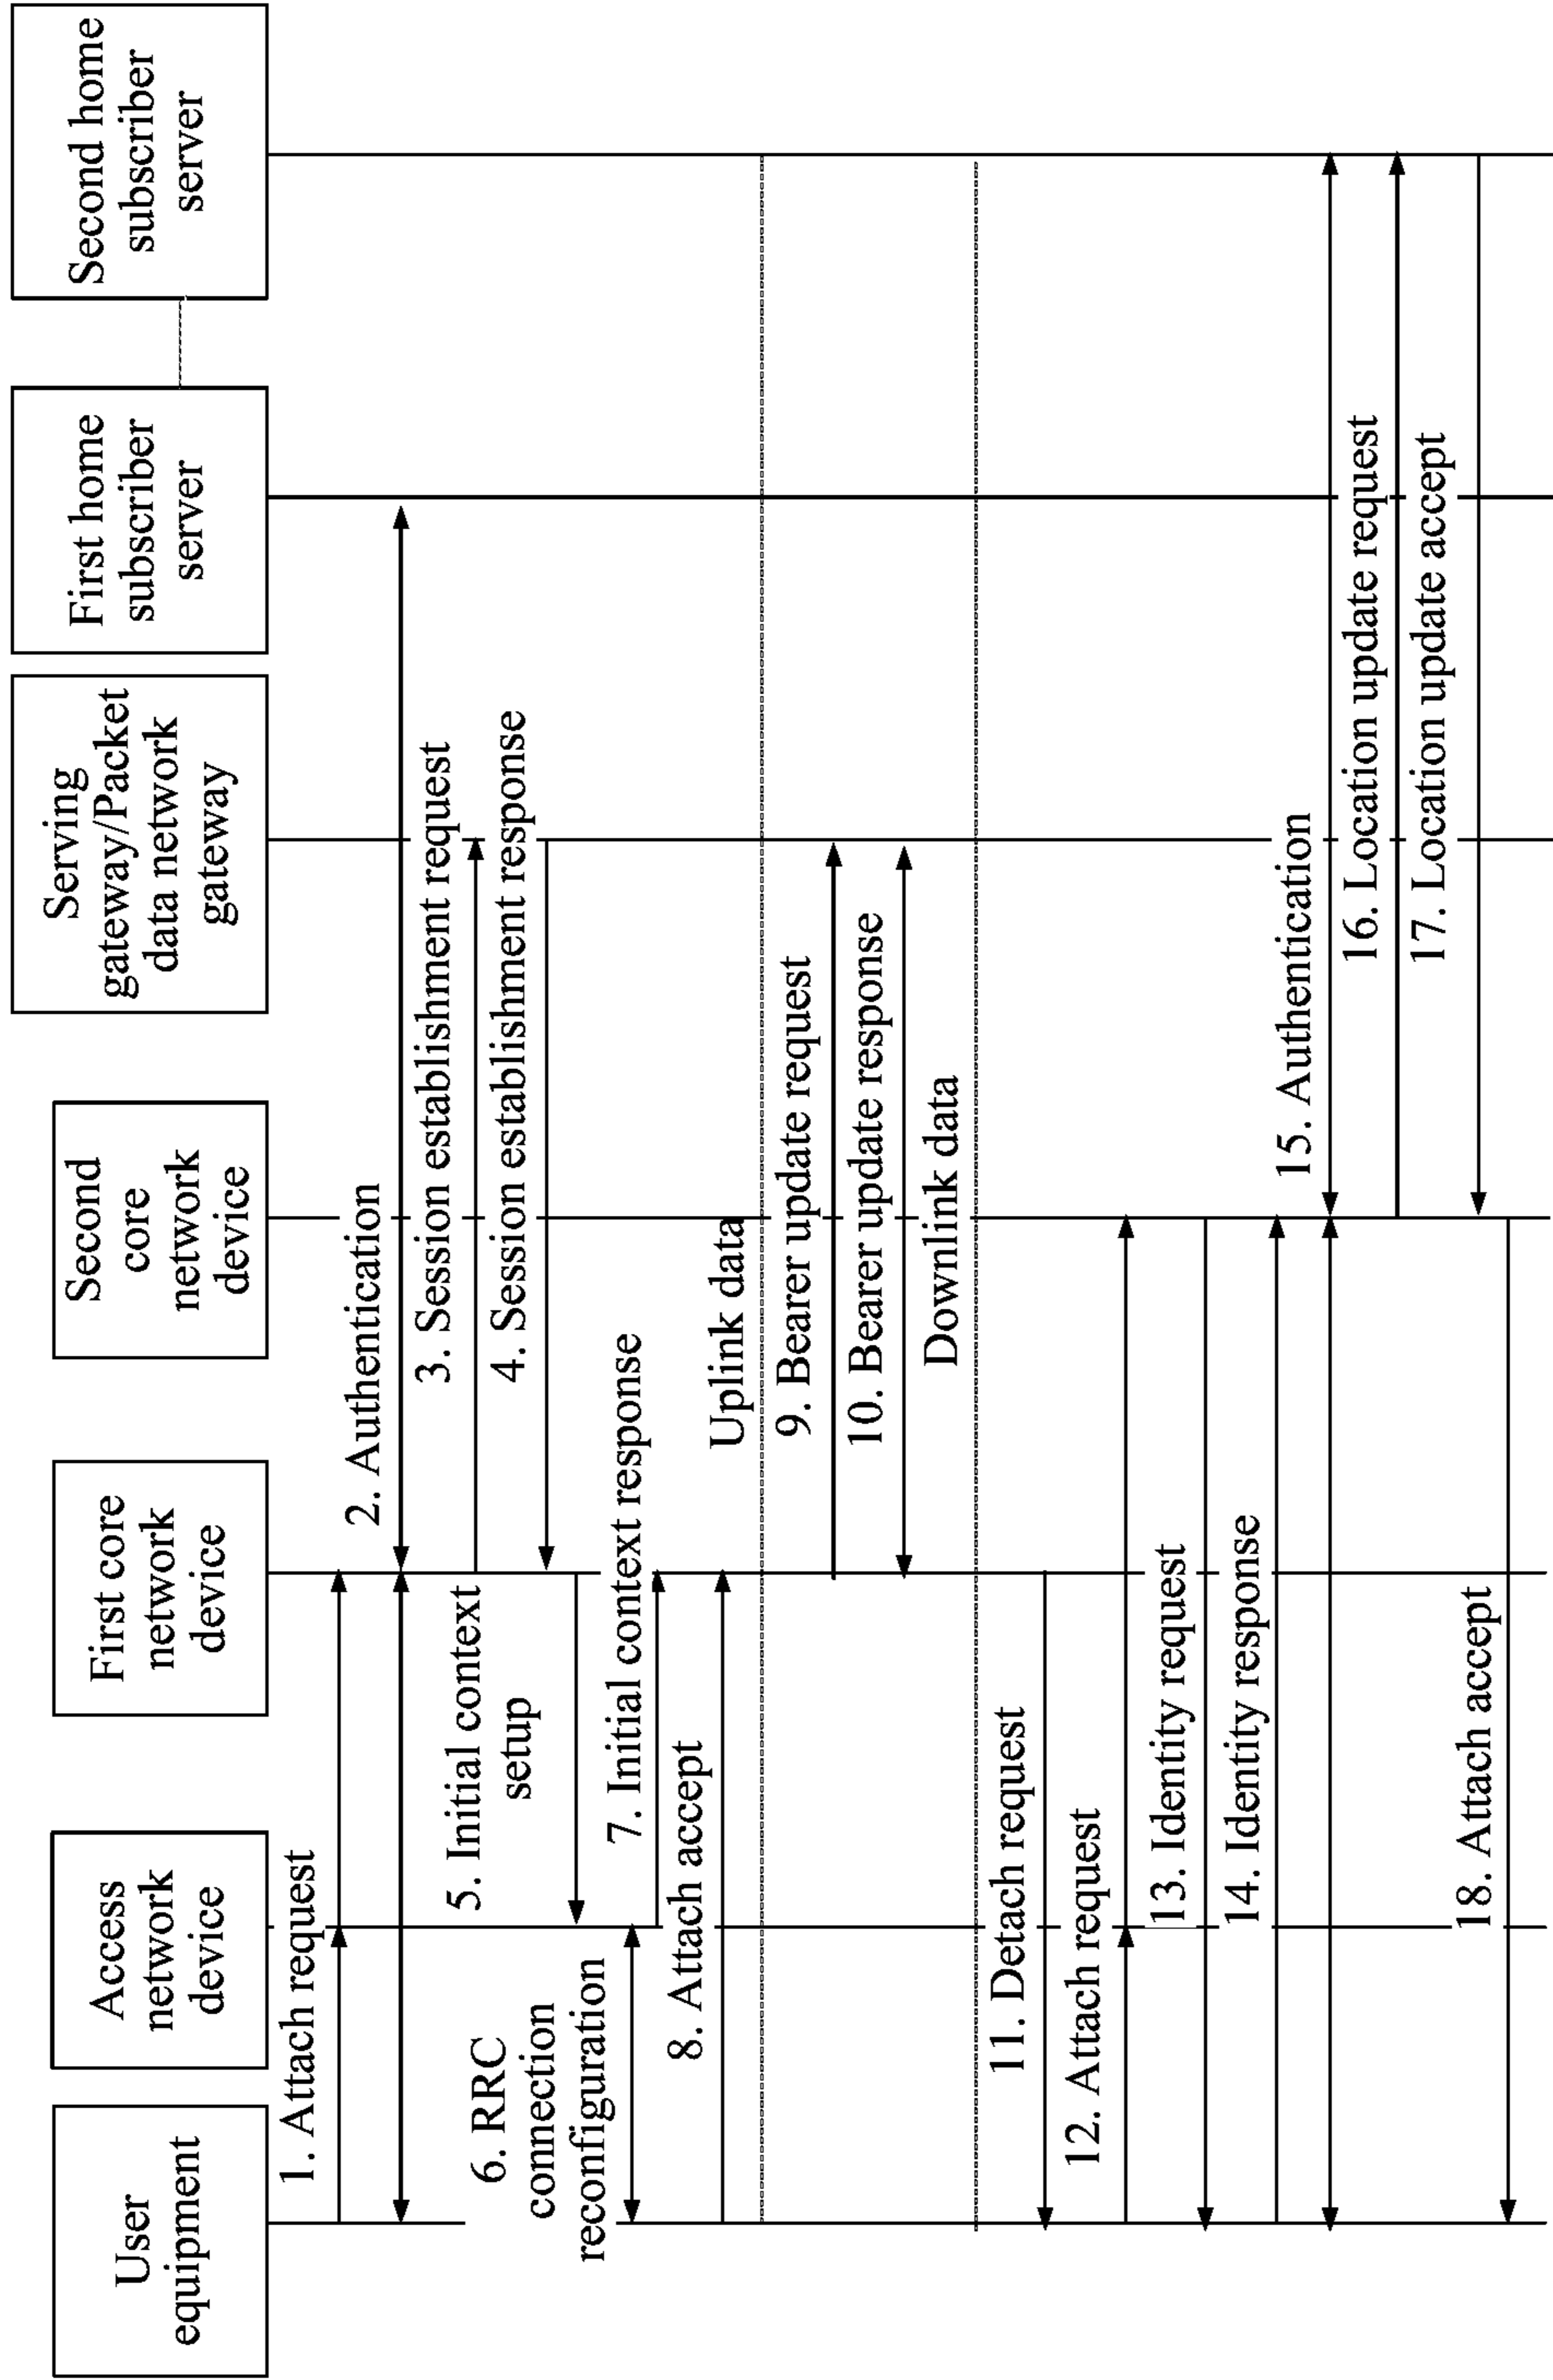 User
equipment
Access
network
device
First core
network
device
Second
core
network
device
Serving
gateway/Packet
data network
gateway
First home
subscriber
server
Second home
subscriber
server
1. Attach request
2. Authentication
3. Session establishment request
4. Session establishment response
5. Initial context
setup
6. RRC
connection
reconfiguration
7. Initial context response
8. Attach accept
Uplink data
9. Bearer update request
10. Bearer update response
Downlink data
11. Detach request
12. Attach request
13. Identity request
14. Identity response
15. Authentication
16. Location update request
17. Location update accept
18. Attach accept